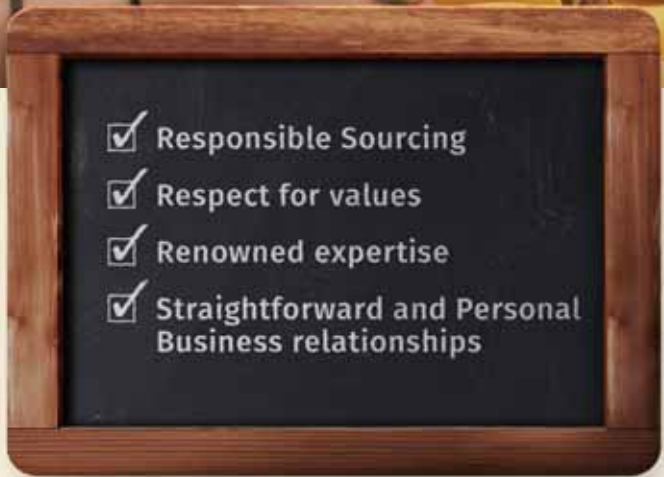 Responsible Sourcing
Respect for values
Renowned expertise
Straightforward and Personal
Business relationships